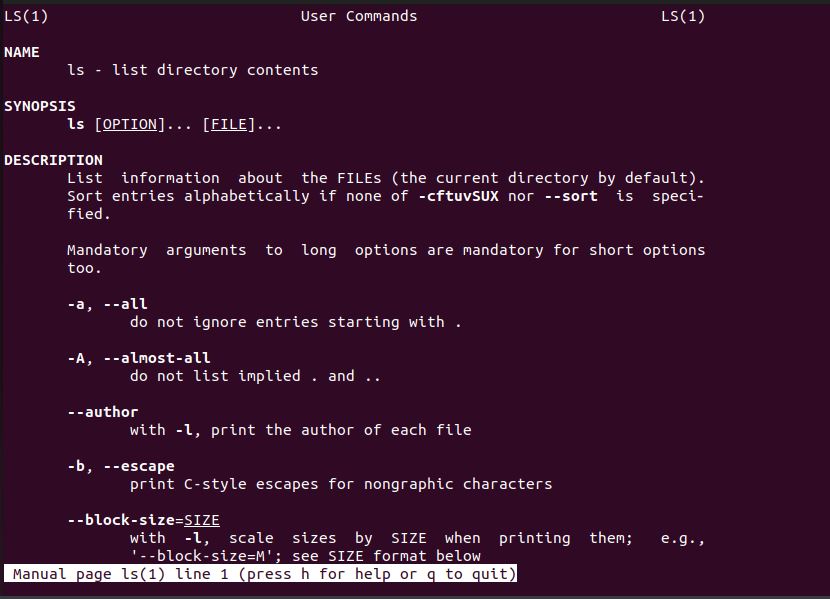 LS(1) User Commands LS(1)
NAME
ls - list directory contents
SYNOPSIS
ls [OPTION]... [FILE]...
DESCRIPTION
List information about the FILEs (the current directory by default).
Sort entries alphabetically if none of -cftuvSUX nor --sort is speci-
fied.
Mandatory arguments to long options are mandatory for short options
too.
-a, --all
do not ignore entries starting with .
-A, --almost-all
do not list implied . and ..
--author
with -l, print the author of each file
-b, --escape
print C-style escapes for nongraphic characters
--block-size=SIZE
with -l, scale sizes by SIZE when printing them; e.g.,
'--block-size=M'; see SIZE format below
Manual page ls(1) line 1 (press h for help or q to quit)